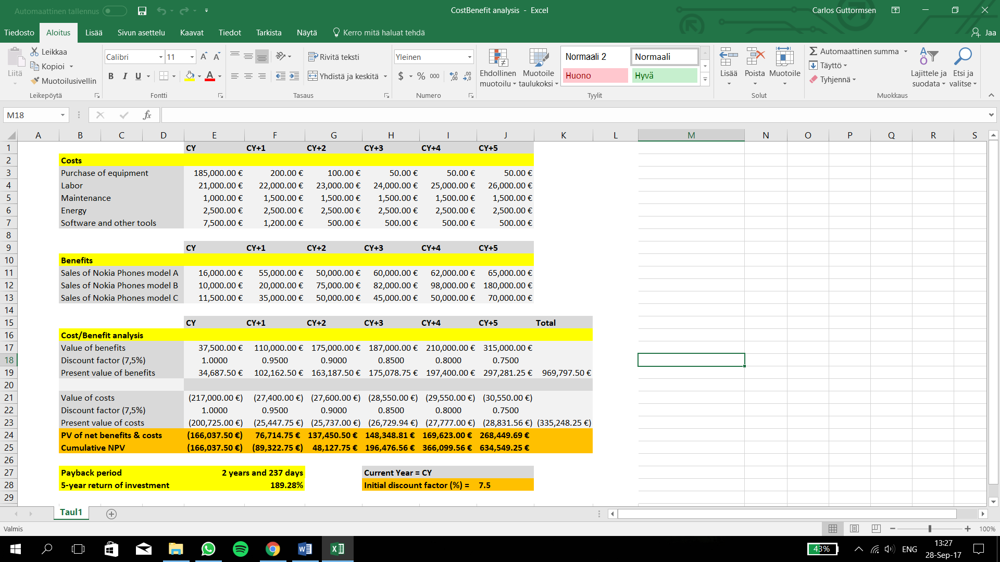 Automaattinen tallennus
CostBenefit analysis - Excel
Carlos Guttormsen
Tiedosto Aloitus Lisää Sivun asettelu Kaavat Tiedot Tarkista Näytä Kerro mitä haluat tehdä Jaa
Liitä
Leikkaa
Kopioi
Muotoilusivellin
Leikepöytä
Calibri 11
B I U
Fontti
Rivitä teksti
Yhdistä ja keskitä
Tasaus
Yleinen
$ % 000
Numero
Ehdollinen muotoilu
Muotoile taulukoksi
Normaali 2 Normaali
Huono Hyvä
Tyylit
Lisää Poista Muotoile
Solut
Automaattinen summa
Täyttö
Tyhjennä
Lajittele ja suodata
Etsi ja valitse
Muokkaus
M18 fx
A B C D E F G H I J K L M N O P Q R S
1 CY CY+1 CY+2 CY+3 CY+4 CY+5
2 Costs
3 Purchase of equipment 185,000.00 € 200.00 € 100.00 € 50.00 € 50.00 € 50.00 €
4 Labor 21,000.00 € 22,000.00 € 23,000.00 € 24,000.00 € 25,000.00 € 26,000.00 €
5 Maintenance 1,000.00 € 1,500.00 € 1,500.00 € 1,500.00 € 1,500.00 € 1,500.00 €
6 Energy 2,500.00 € 2,500.00 € 2,500.00 € 2,500.00 € 2,500.00 € 2,500.00 €
7 Software and other tools 7,500.00 € 1,200.00 € 500.00 € 500.00 € 500.00 € 500.00 €
8
9 CY CY+1 CY+2 CY+3 CY+4 CY+5
10 Benefits
11 Sales of Nokia Phones model A 16,000.00 € 55,000.00 € 50,000.00 € 60,000.00 € 62,000.00 € 65,000.00 €
12 Sales of Nokia Phones model B 10,000.00 € 20,000.00 € 75,000.00 € 82,000.00 € 98,000.00 € 180,000.00 €
13 Sales of Nokia Phones model C 11,500.00 € 35,000.00 € 50,000.00 € 45,000.00 € 50,000.00 € 70,000.00 €
14
15 CY CY+1 CY+2 CY+3 CY+4 CY+5 Total
16 Cost/Benefit analysis
17 Value of benefits 37,500.00 € 110,000.00 € 175,000.00 € 187,000.00 € 210,000.00 € 315,000.00 €
18 Discount factor (7,5%) 1.0000 0.9500 0.9000 0.8500 0.8000 0.7500
19 Present value of benefits 34,687.50 € 102,162.50 € 163,187.50 € 175,078.75 € 197,400.00 € 297,281.25 € 969,797.50 €
20
21 Value of costs (217,000.00 €) (27,400.00 €) (27,600.00 €) (28,550.00 €) (29,550.00 €) (30,550.00 €)
22 Discount factor (7,5%) 1.0000 0.9500 0.9000 0.8500 0.8000 0.7500
23 Present value of costs (200,725.00 €) (25,447.75 €) (25,737.00 €) (26,729.94 €) (27,777.00 €) (28,831.56 €) (335,248.25 €)
24 PV of net benefits & costs (166,037.50 €) 76,714.75 € 137,450.50 € 148,348.81 € 169,623.00 € 268,449.69 €
25 Cumulative NPV (166,037.50 €) (89,322.75 €) 48,127.75 € 196,476.56 € 366,099.56 € 634,549.25 €
26
27 Payback period 2 years and 237 days Current Year = CY
28 5-year return of investment 189.28% Initial discount factor (%) = 7.5
29
Taul1
Valmis
100%
43%
ENG
13:27
28-Sep-17